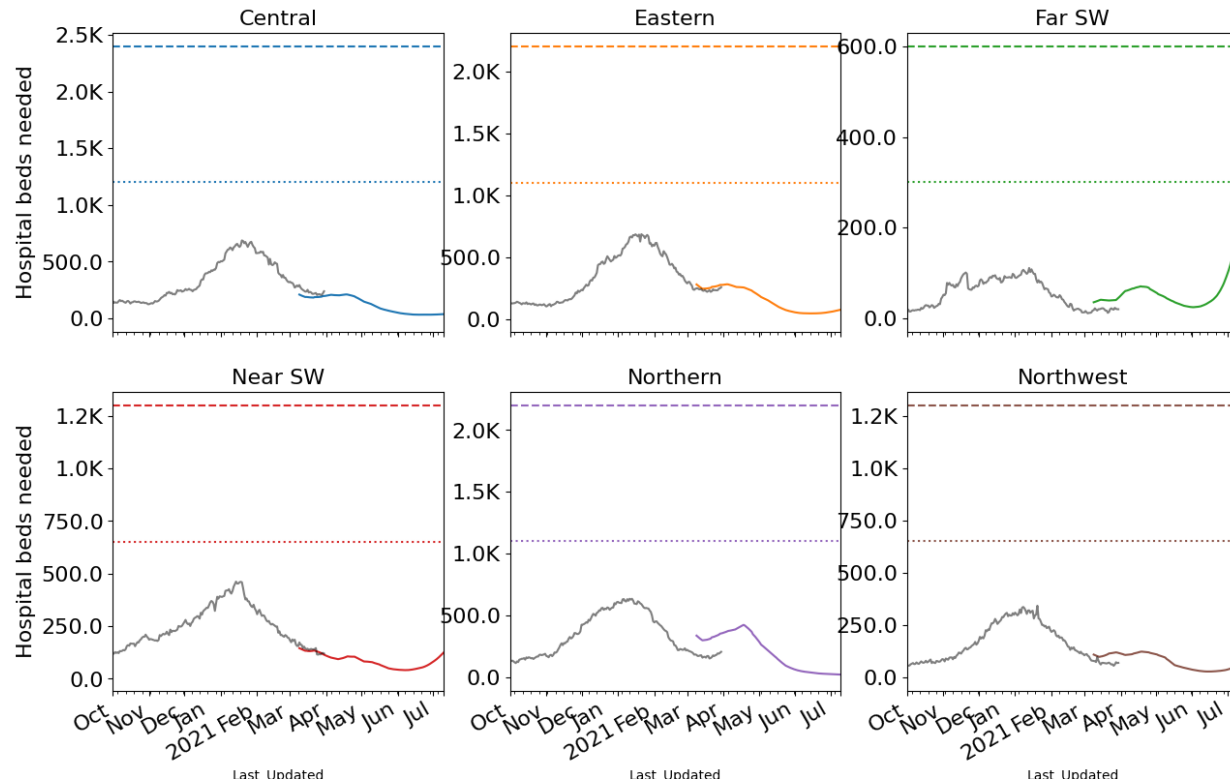 Central Eastern Far SW
Hospital beds needed
2.5K
2.0K
1.5K
1.0K
500.0
0.0
2.0K
1.5K
1.0K
500.0
0.0
600.0
400.0
200.0
0.0
Near SW Northern Northwest
Hospital beds needed
1.2K
1.0K
750.0
500.0
250.0
0.0
2.0K
1.5K
1.0K
500.0
0.0
1.2K
1.0K
750.0
500.0
250.0
0.0
Oct Nov Dec 2021 Jan Feb Mar Apr May Jun Jul
Oct Nov Dec 2021 Jan Feb Mar Apr May Jun Jul
Oct Nov Dec 2021 Jan Feb Mar Apr May Jun Jul
Last_Updated Last_Updated Last_Updated